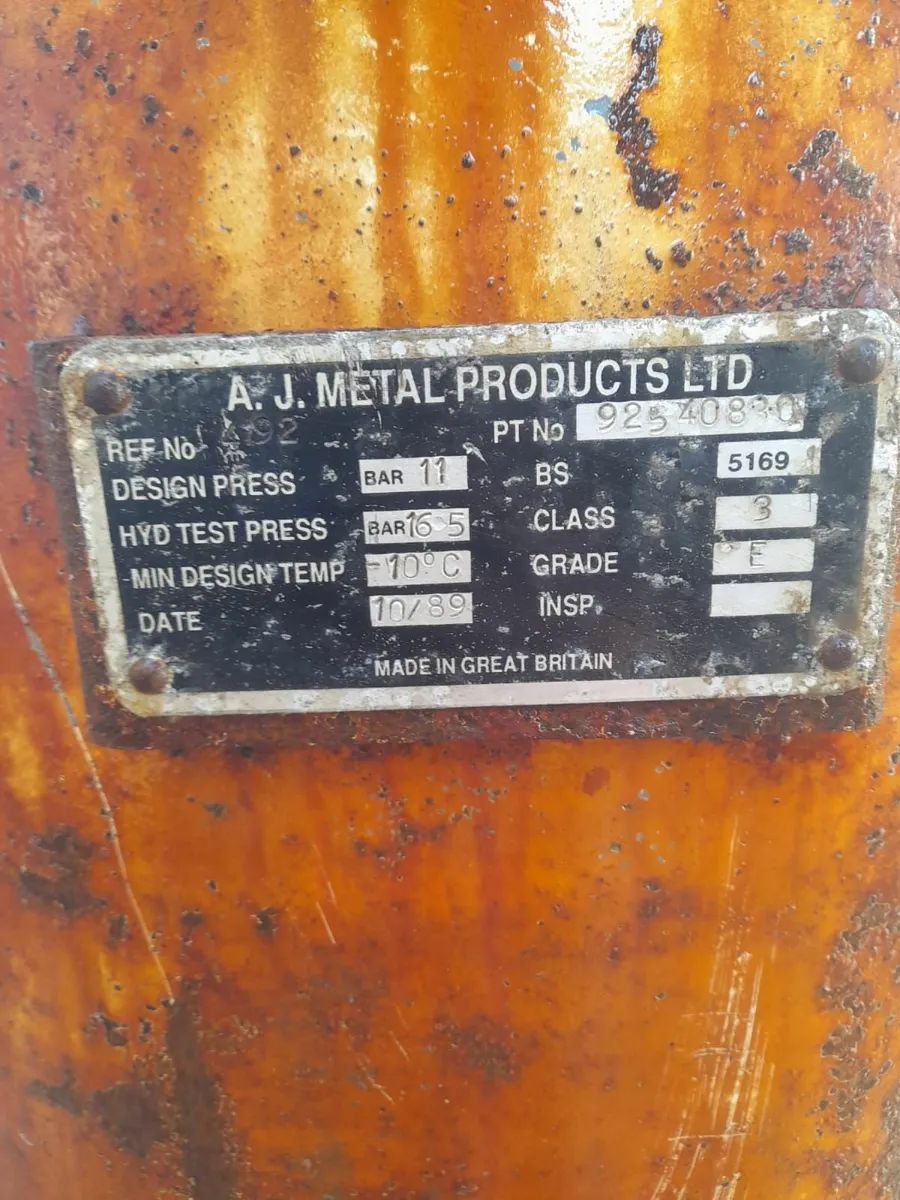 A. J. METAL PRODUCTS LTD
REF No 4292 PT No 92540830
DESIGN PRESS BAR 11 BS 5169
HYD TEST PRESS BAR 16 5 CLASS 3
MIN DESIGN TEMP -10°C GRADE E
DATE 10/89 INSP.
MADE IN GREAT BRITAIN